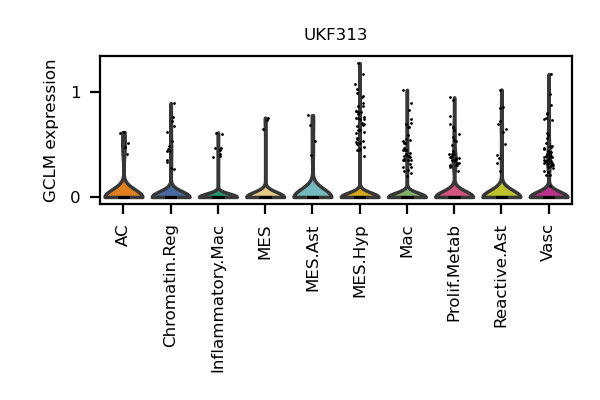 UKF313
GCLM expression
1
0
AC
Chromatin.Reg
Inflammatory.Mac
MES
MES.Ast
MES.Hyp
Mac
Prolif.Metab
Reactive.Ast
Vasc